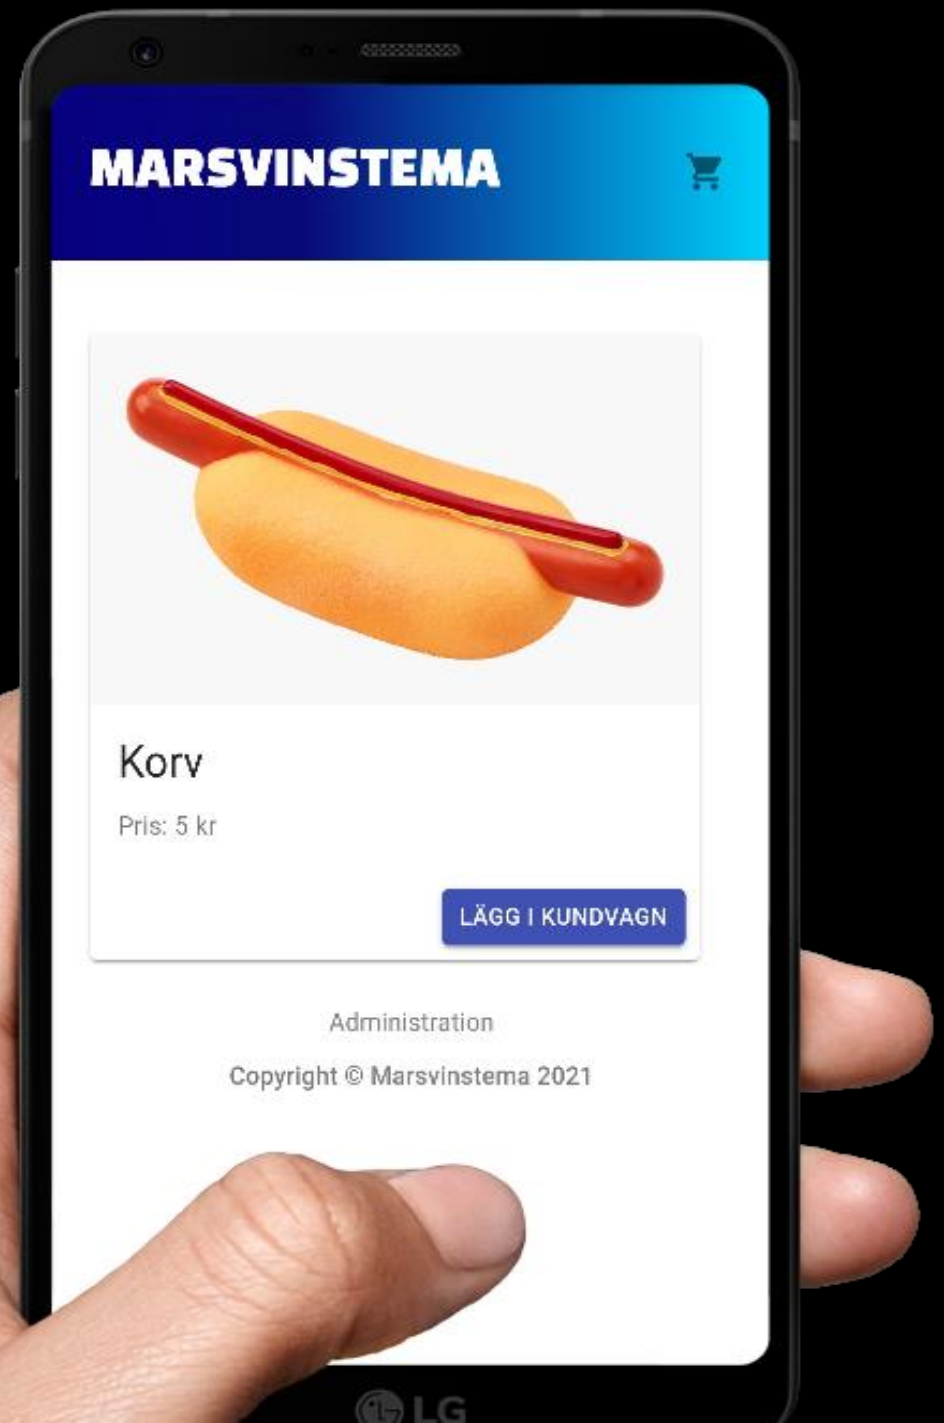 MARSVINSTEMA
Korv
Pris: 5 kr
LÄGG I KUNDVAGN
Administration
Copyright © Marsvinstema 2021
LG